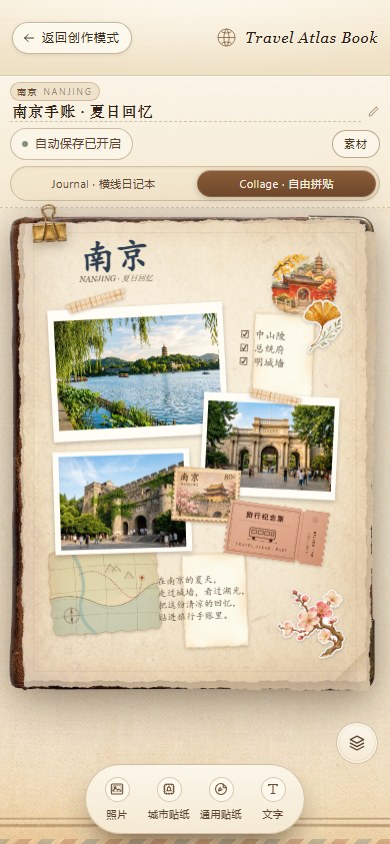 返回创作模式
Travel Atlas Book
南京 NANJING
南京手账 · 夏日回忆
自动保存已开启
素材
Journal · 横线日记本
Collage · 自由拼贴
南京
NANJING · 夏日回忆
中山陵
总统府
明城墙
南京
80
旅行纪念票
在南京的夏天,
走过城墙,看过湖光,
把这份清凉的回忆,
贴进旅行手账里。
照片
城市贴纸
通用贴纸
文字